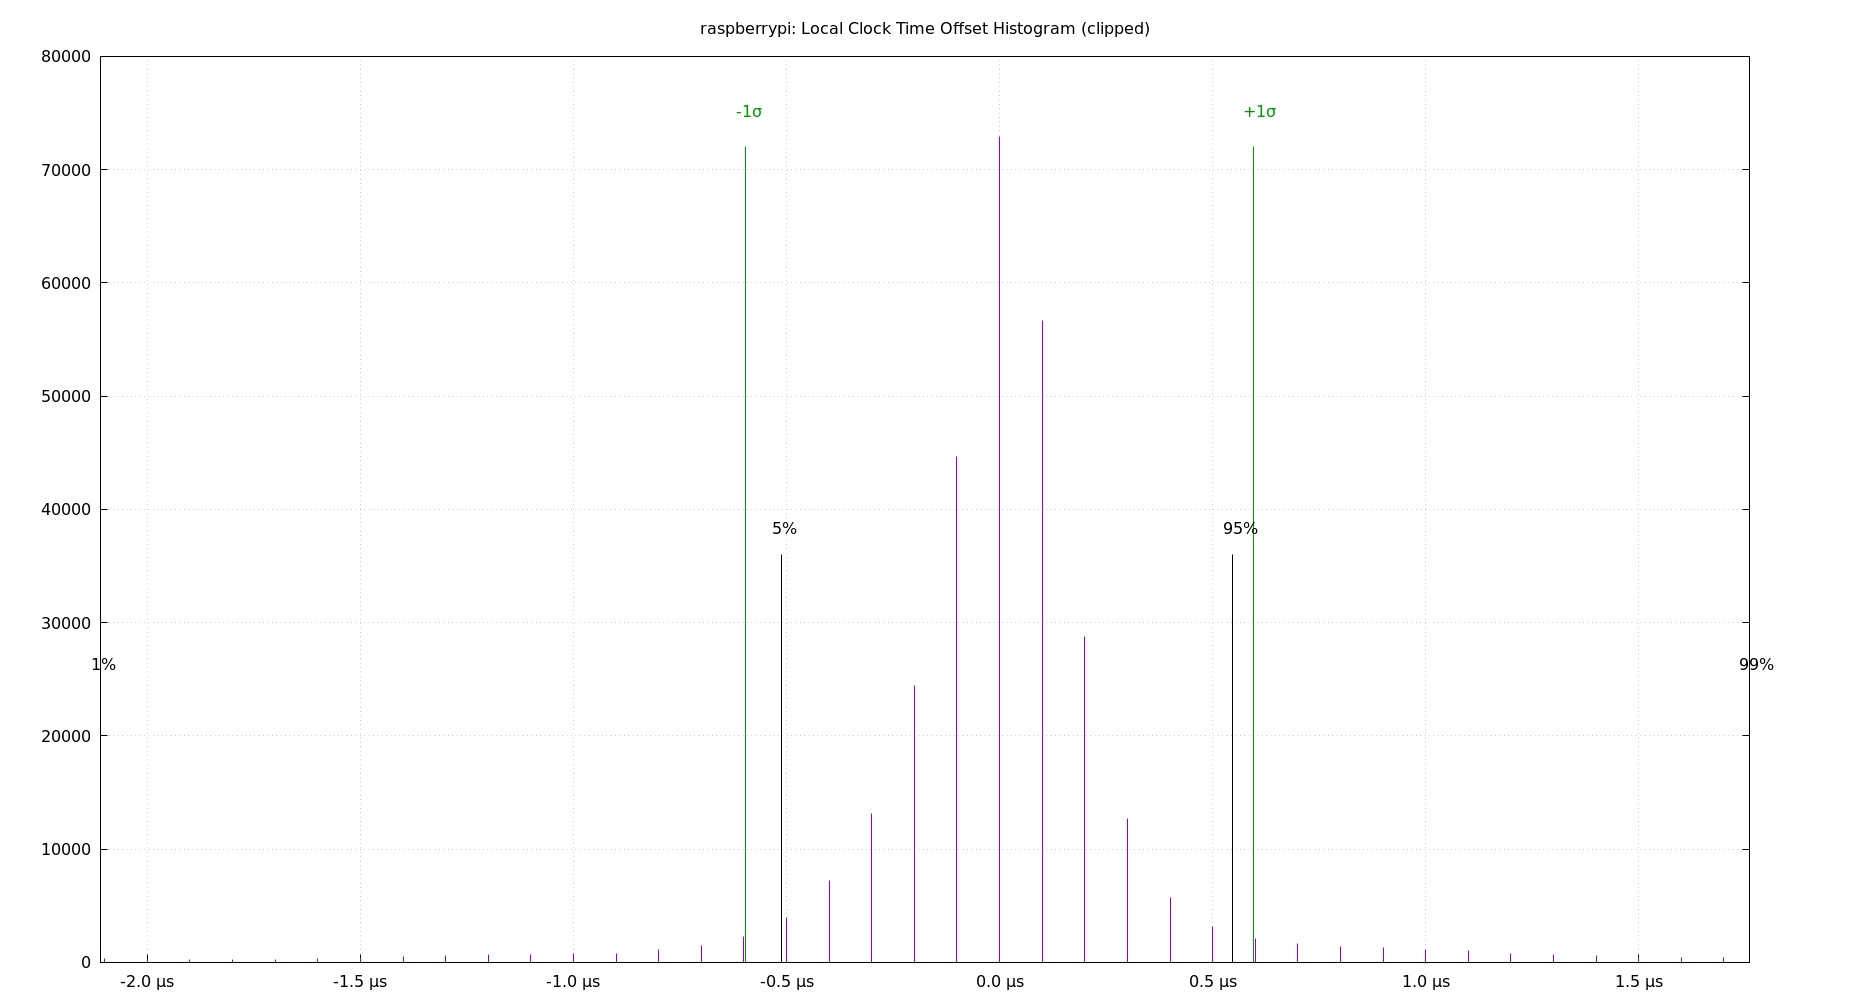 raspberrypi: Local Clock Time Offset Histogram (clipped)
80000
-1σ
+1σ
70000
60000
50000
40000
5%
95%
30000
1%
99%
20000
10000
0
-2.0 μs
-1.5 μs
-1.0 μs
-0.5 μs
0.0 μs
0.5 μs
1.0 μs
1.5 μs